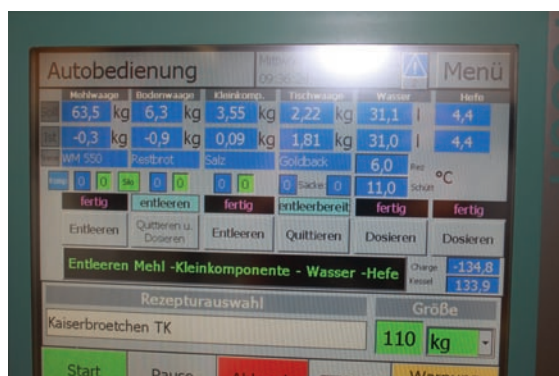 Autobedienung Menü
Mehlwaage Bodenwaage Kleinkomp. Tischwaage Wasser Hefe
63,5 kg 6,3 kg 3,55 kg 2,22 kg 31,1 l 4,4
Ist -0,3 kg -0,9 kg 0,09 kg 1,81 kg 31,0 l 4,4
WM 550 Restbrot Salz Goldback 6,0 °C
0 0 Silo 0 0 0 0 0 Säcke 0 11,0 Schütt
fertig entleeren fertig entleerbereit fertig fertig
Entleeren Quittieren u. Dosieren Entleeren Quittieren Dosieren Dosieren
Entleeren Mehl -Kleinkomponente - Wasser -Hefe Charge -134,8
Kessel 133,9
Rezepturauswahl Größe
Kaiserbroetchen TK 110 kg
Start Pause